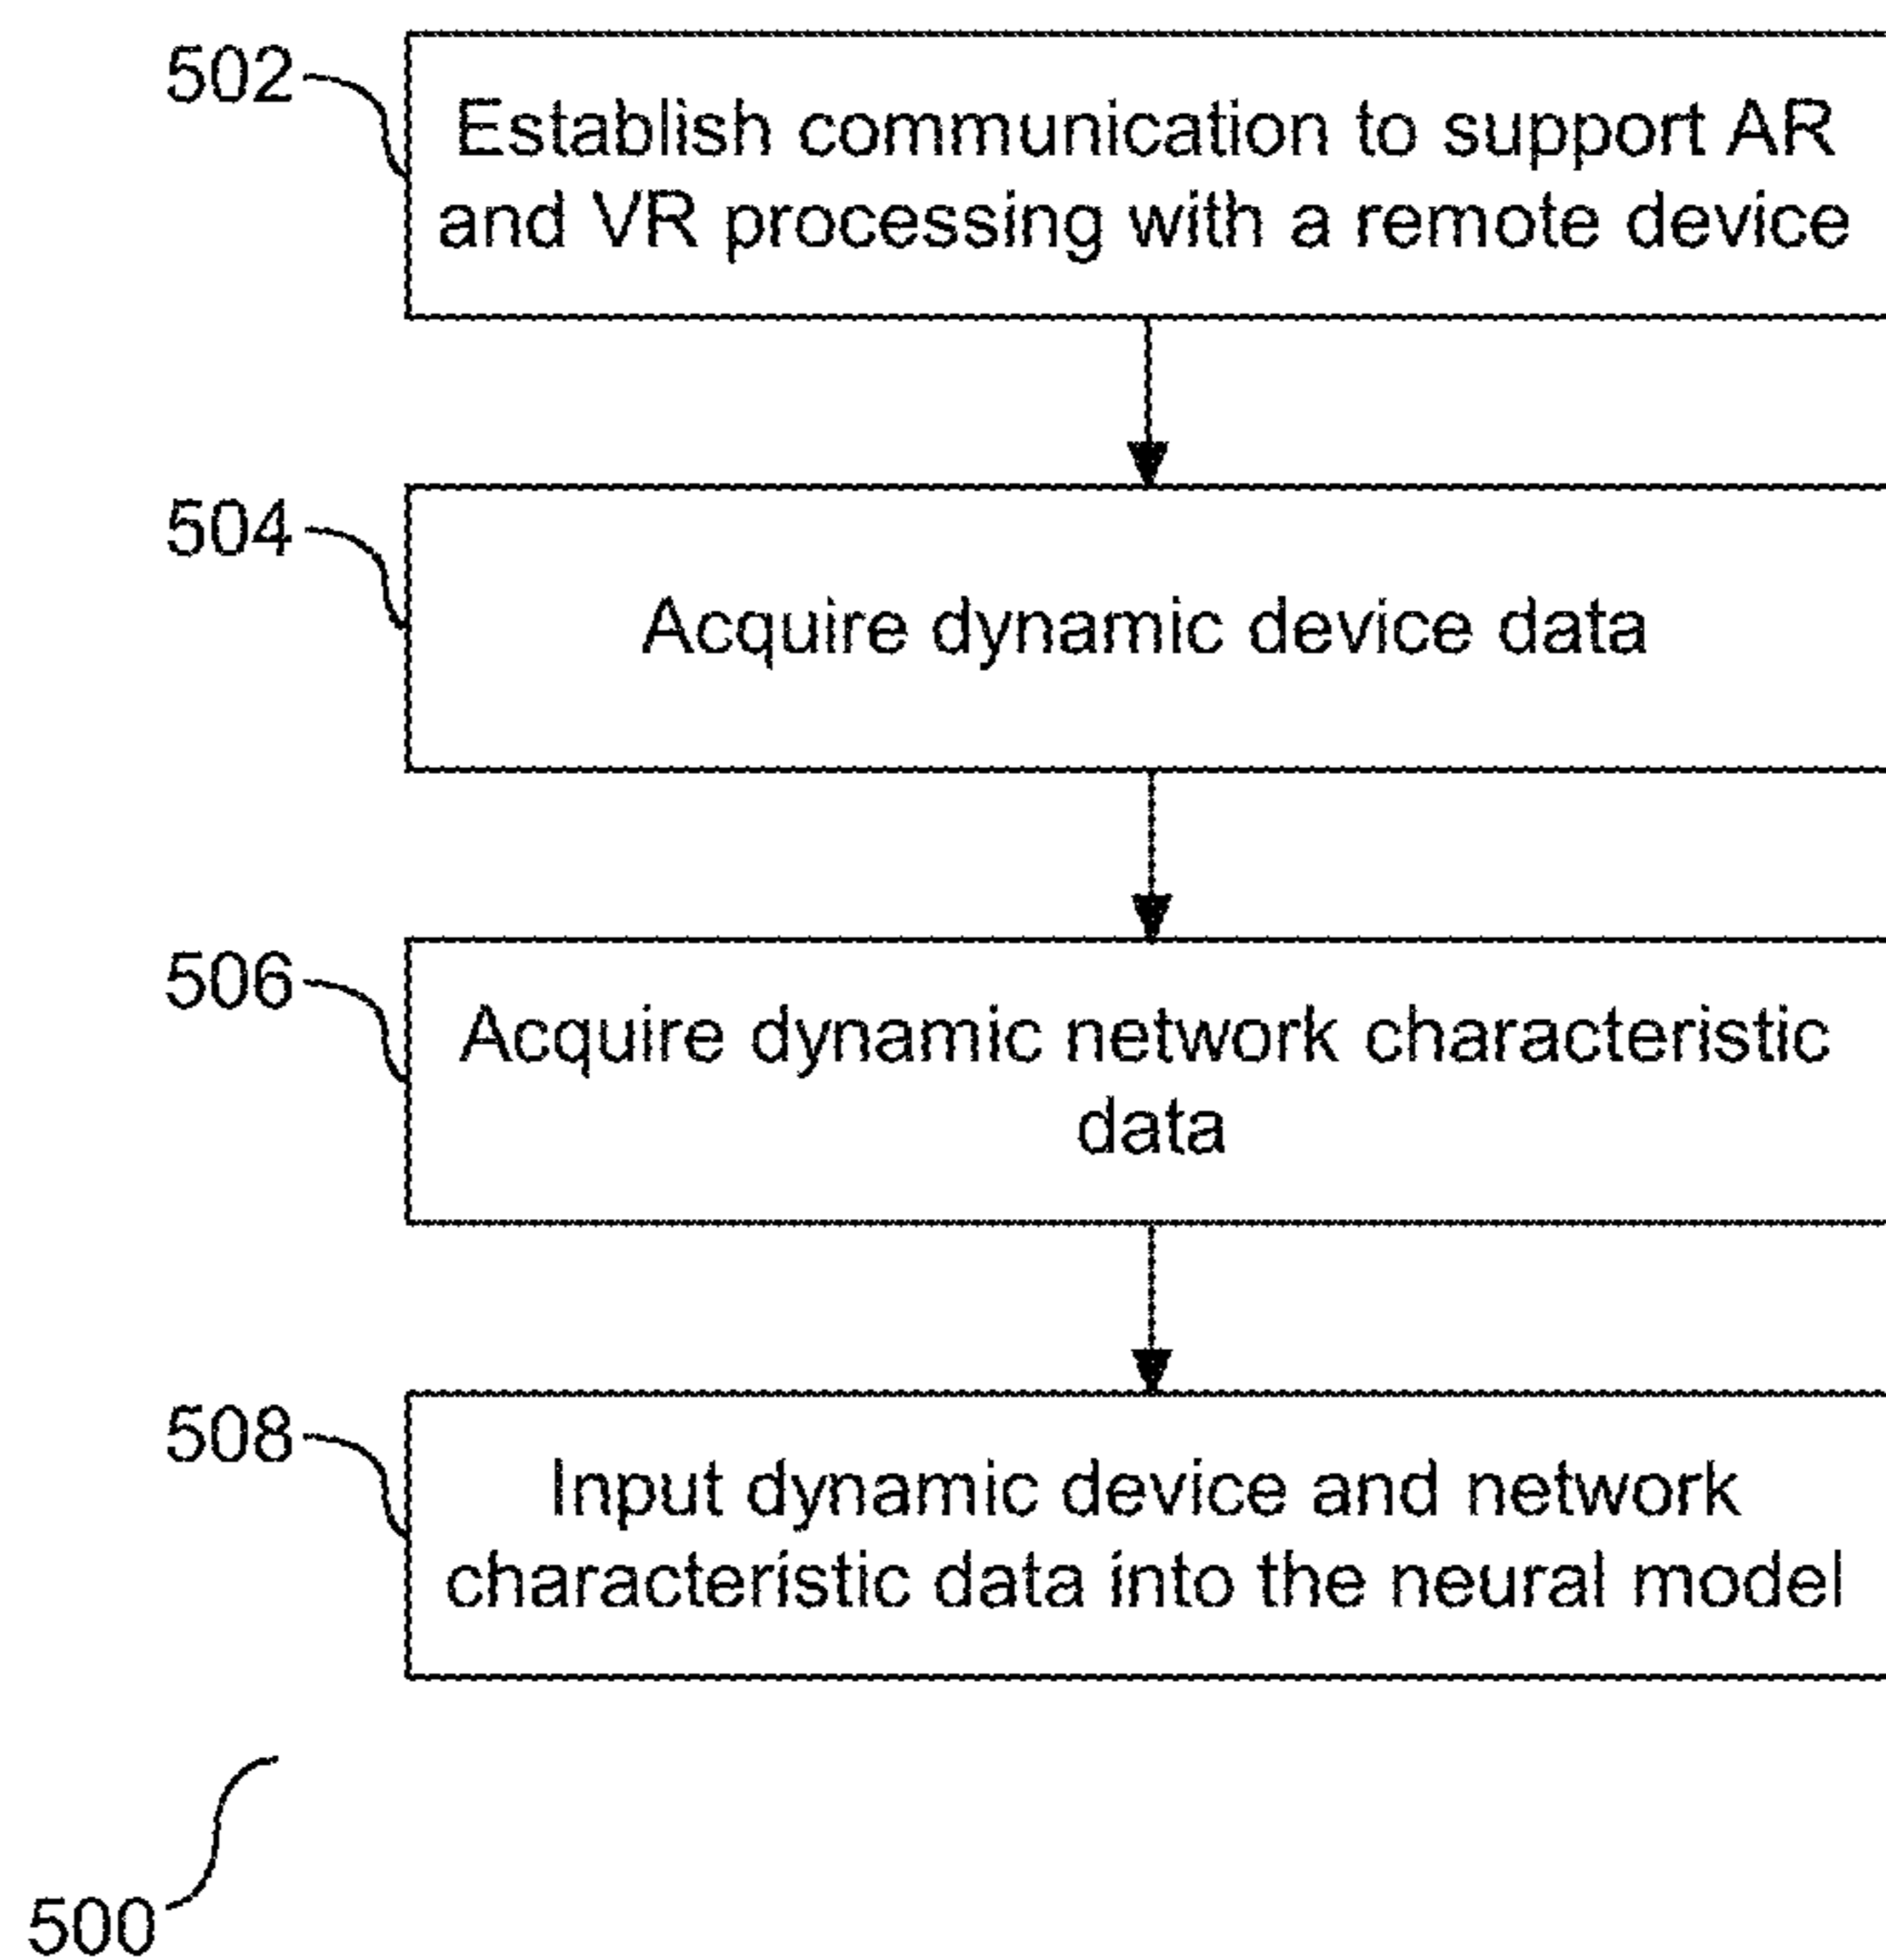 502
Establish communication to support AR
and VR processing with a remote device
504
Acquire dynamic device data
506
Acquire dynamic network characteristic
data
508
Input dynamic device and network
characteristic data into the neural model
500